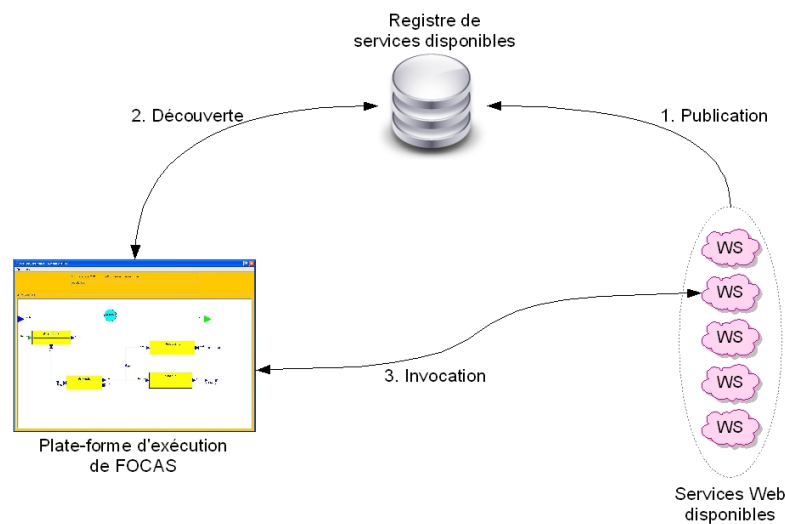 Registre de
services disponibles
2. Découverte
1. Publication
WS
WS
WS
WS
WS
3. Invocation
Plate-forme d'exécution
de FOCAS
Services Web
disponibles